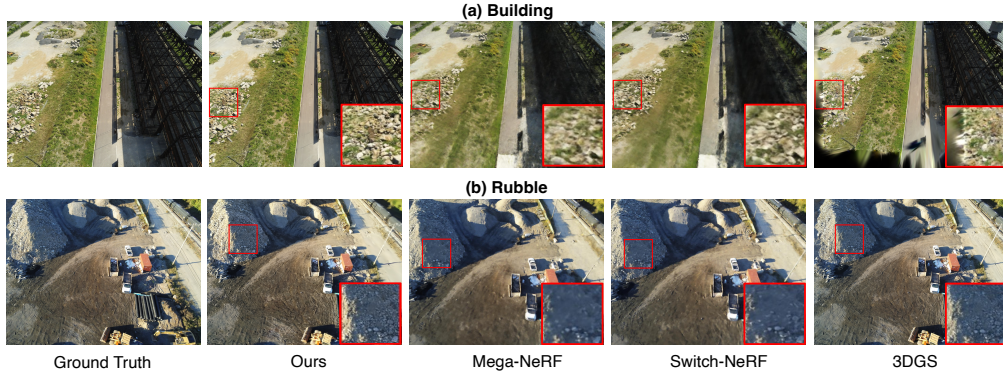 (a) Building
(b) Rubble
Ground Truth
Ours
Mega-NeRF
Switch-NeRF
3DGS